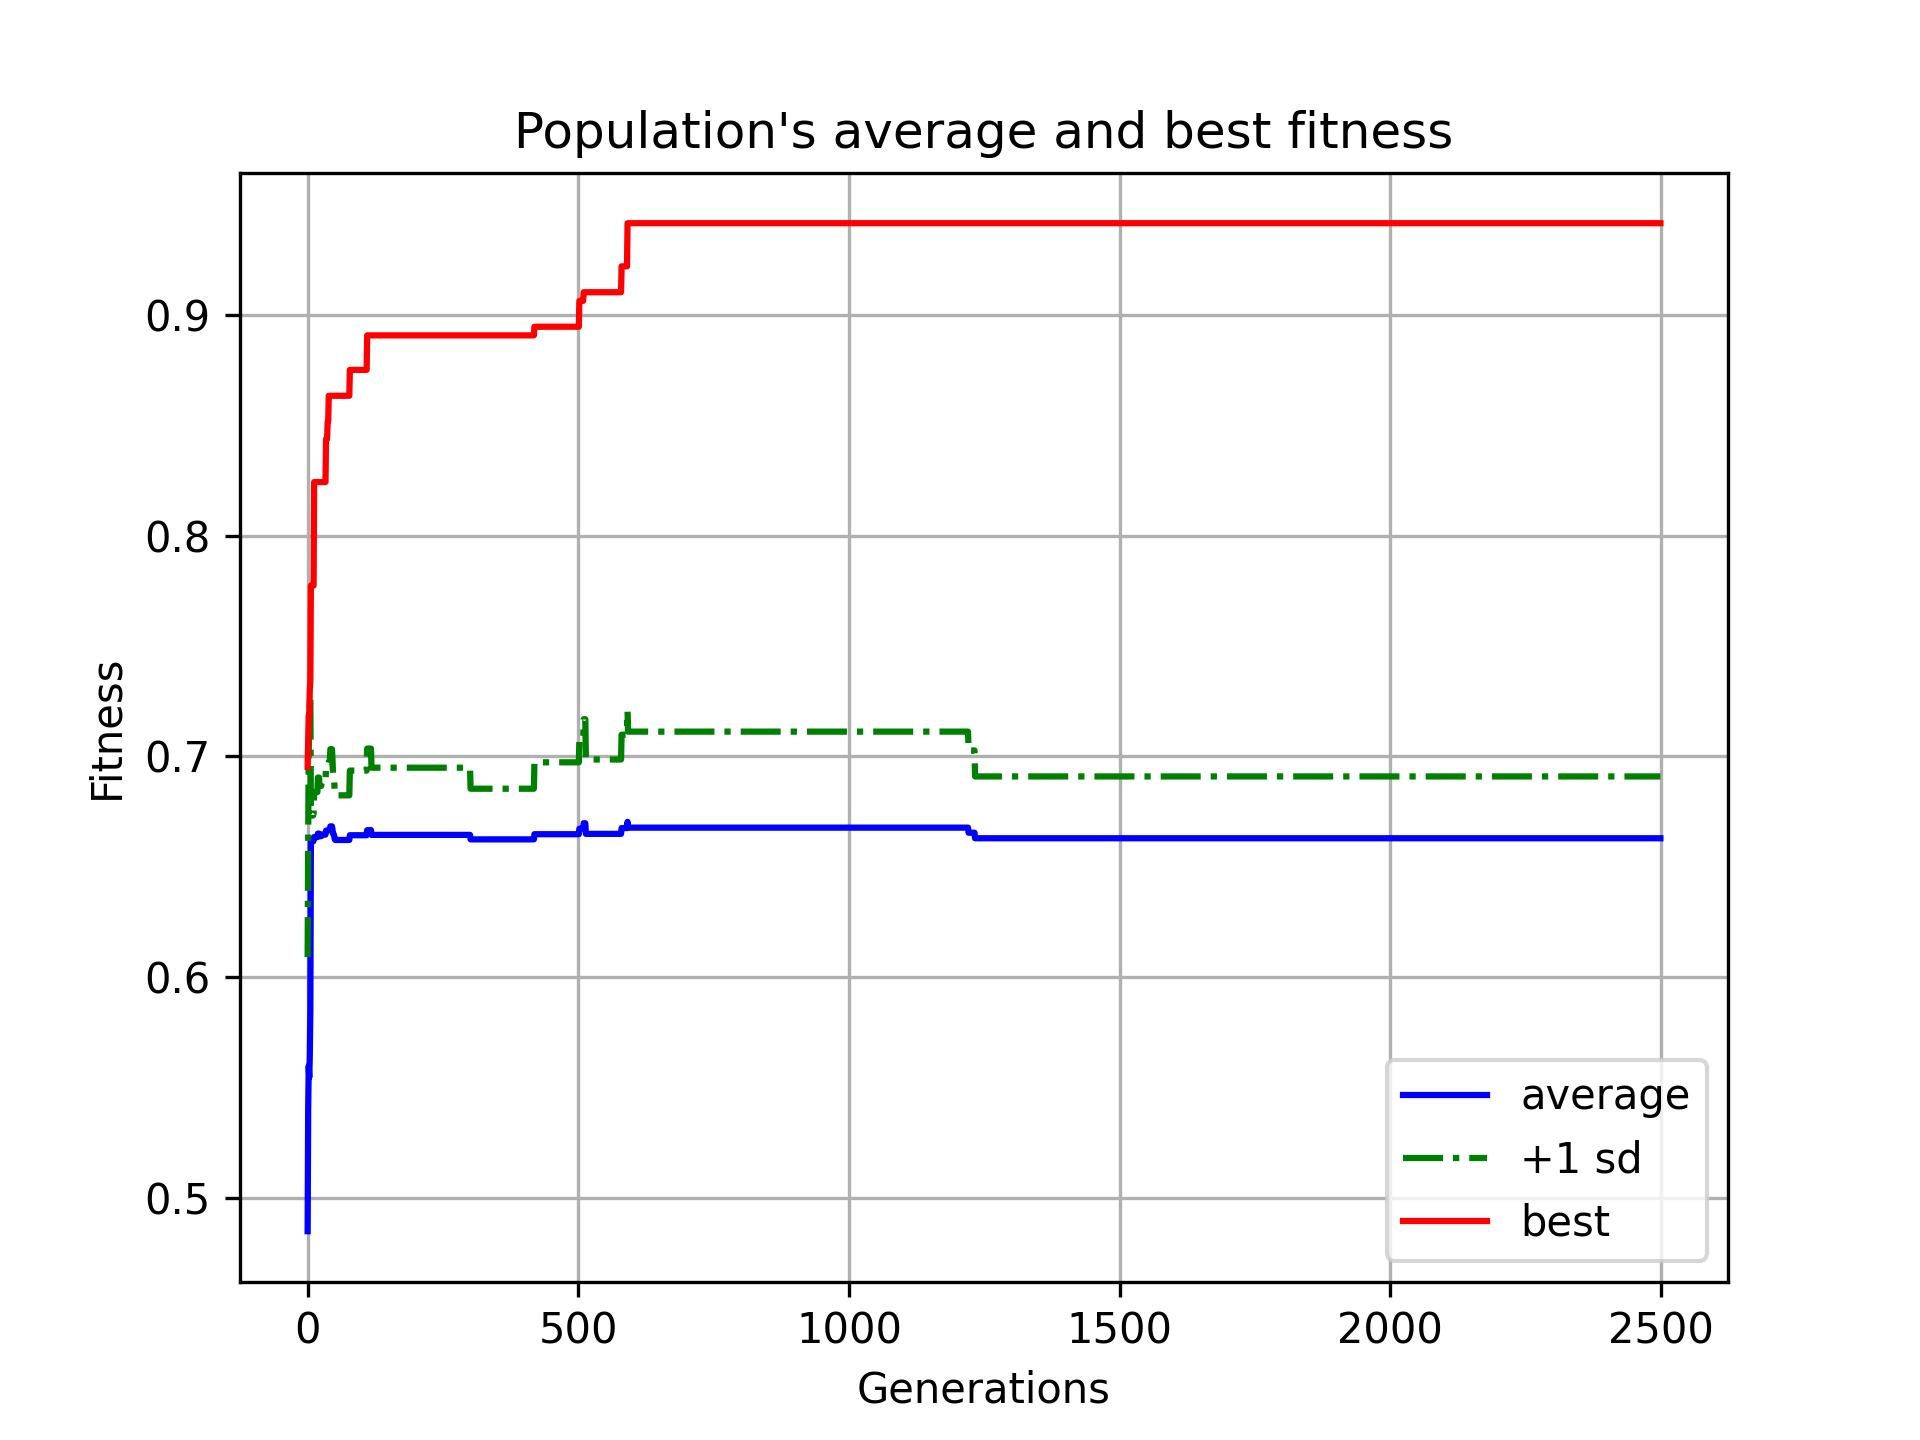 Population's average and best fitness
Fitness
0.9
0.8
0.7
0.6
0.5
0 500 1000 1500 2000 2500
Generations
average
+1 sd
best